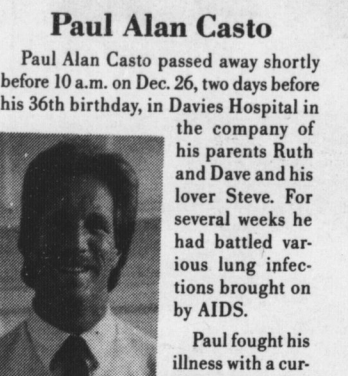 Paul Alan Casto
Paul Alan Casto passed away shortly
before 10 a.m. on Dec. 26, two days before
his 36th birthday, in Davies Hospital in
the company of
his parents Ruth
and Dave and his
lover Steve. For
several weeks he
had battled var-
ious lung infec-
tions brought on
by AIDS.
Paul fought his
illness with a cur-